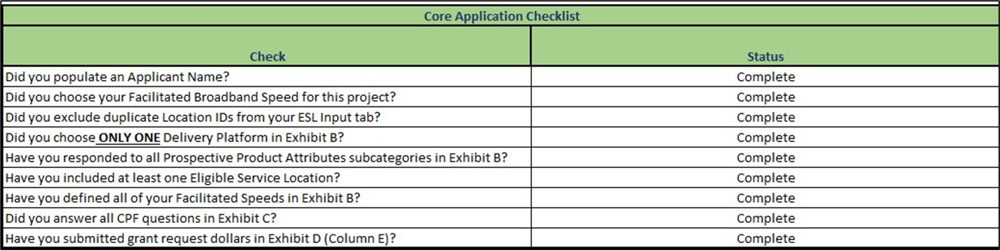 Core Application Checklist
Check Status
Did you populate an Applicant Name? Complete
Did you choose your Facilitated Broadband Speed for this project? Complete
Did you exclude duplicate Location IDs from your ESL Input tab? Complete
Did you choose ONLY ONE Delivery Platform in Exhibit B? Complete
Have you responded to all Prospective Product Attributes subcategories in Exhibit B? Complete
Have you included at least one Eligible Service Location? Complete
Have you defined all of your Facilitated Speeds in Exhibit B? Complete
Did you answer all CPF questions in Exhibit C? Complete
Have you submitted grant request dollars in Exhibit D (Column E)? Complete